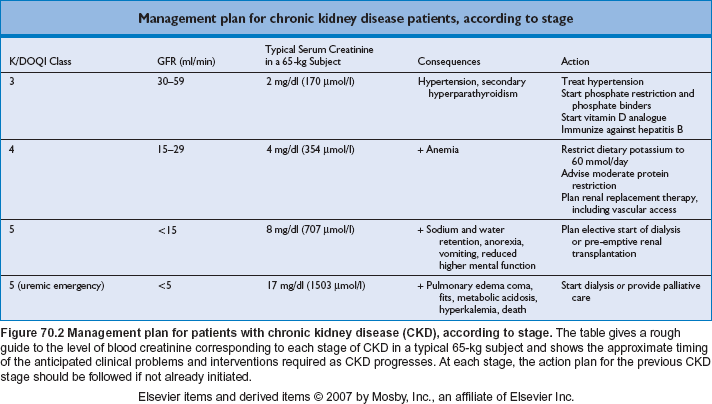 Management plan for chronic kidney disease patients, according to stage
K/DOQI Class
GFR (ml/min)
Typical Serum Creatinine
in a 65-kg Subject
Consequences
Action
3
30–59
2 mg/dl (170 μmol/l)
Hypertension, secondary
hyperparathyroidism
Treat hypertension
Start phosphate restriction and
phosphate binders
Start vitamin D analogue
Immunize against hepatitis B
4
15–29
4 mg/dl (354 μmol/l)
+ Anemia
Restrict dietary potassium to
60 mmol/day
Advise moderate protein
restriction
Plan renal replacement therapy,
including vascular access
5
<15
8 mg/dl (707 μmol/l)
+ Sodium and water
retention, anorexia,
vomiting, reduced
higher mental function
Plan elective start of dialysis
or pre-emptive renal
transplantation
5 (uremic emergency)
<5
17 mg/dl (1503 μmol/l)
+ Pulmonary edema coma,
fits, metabolic acidosis,
hyperkalemia, death
Start dialysis or provide palliative
care
Figure 70.2 Management plan for patients with chronic kidney disease (CKD), according to stage. The table gives a rough
guide to the level of blood creatinine corresponding to each stage of CKD in a typical 65-kg subject and shows the approximate timing
of the anticipated clinical problems and interventions required as CKD progresses. At each stage, the action plan for the previous CKD
stage should be followed if not already initiated.
Elsevier items and derived items © 2007 by Mosby, Inc., an affiliate of Elsevier Inc.